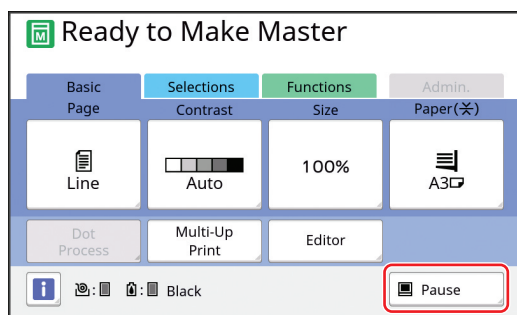 Ready to Make Master
Basic Selections Functions Admin.
Page Contrast Size Paper(⚹)
Line Auto 100% A3
Dot Process Multi-Up Print Editor
i : : Black Pause